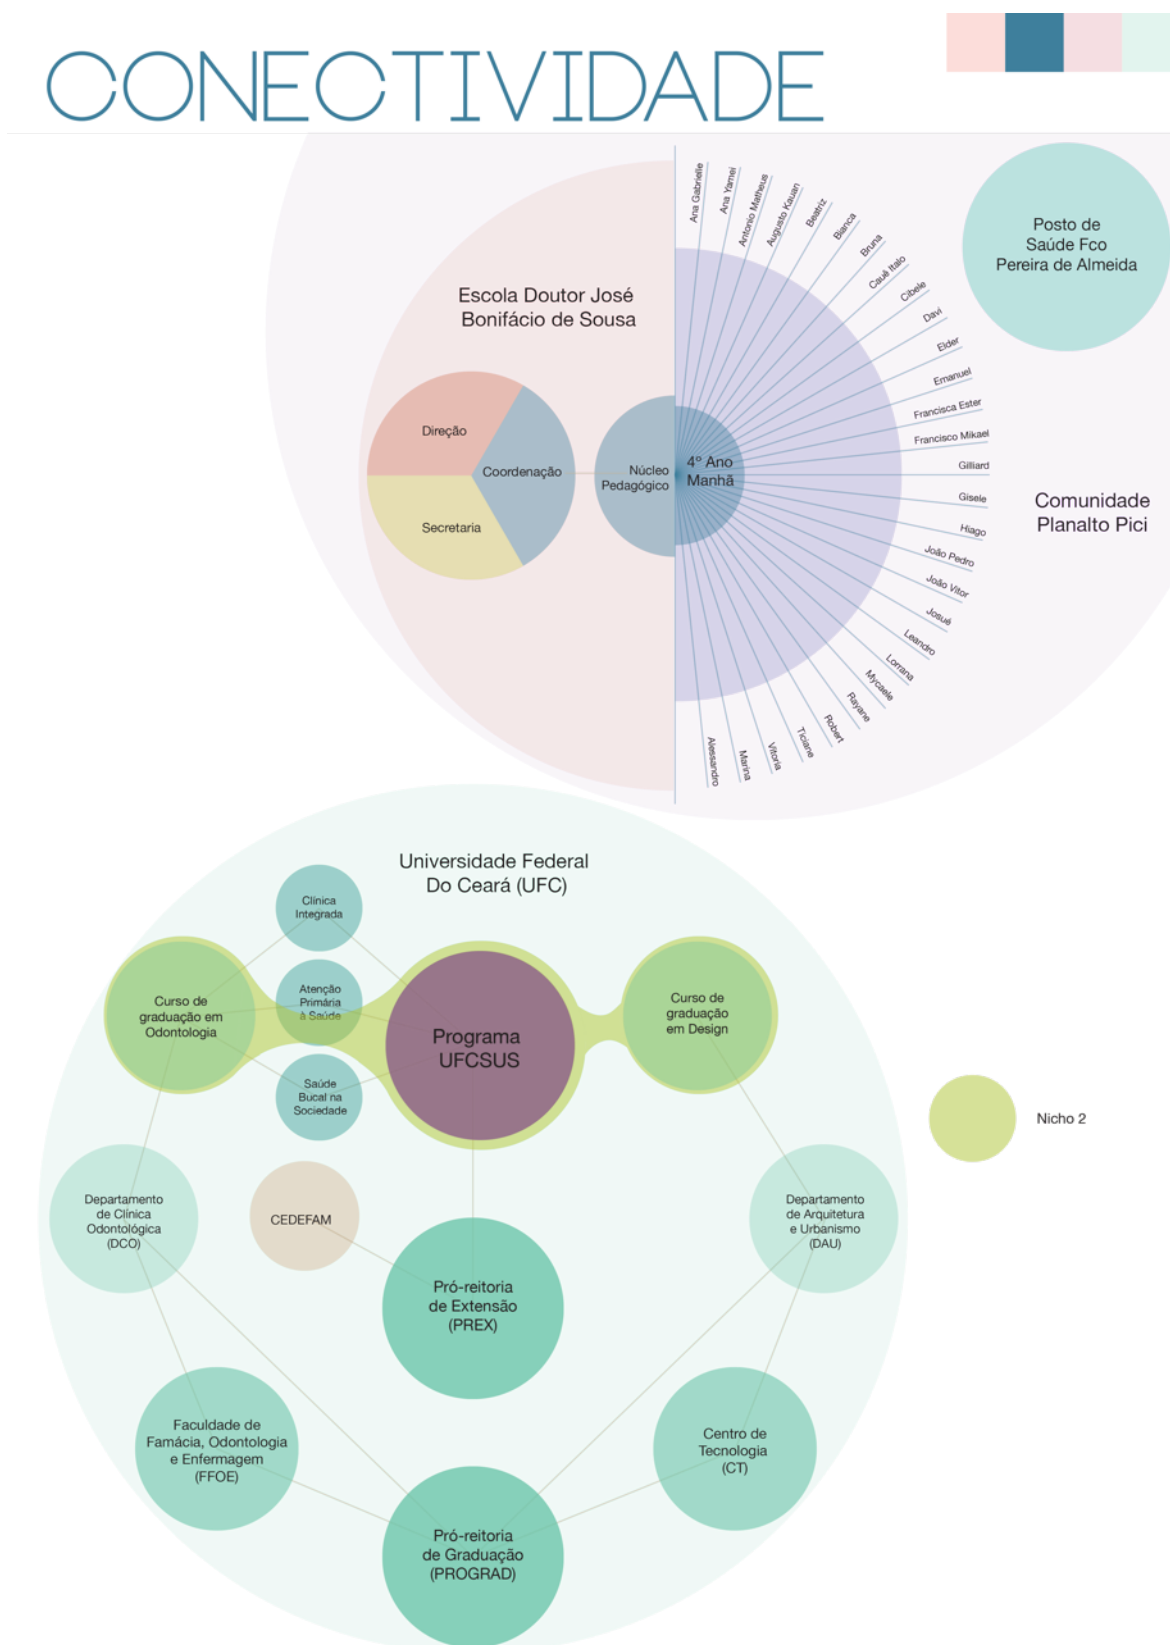 CONECTIVIDADE
Posto de
Saúde Fco
Pereira de Almeida
Escola Doutor José
Bonifácio de Sousa
Direção
Coordenação
Secretaria
Núcleo
Pedagógico
4º Ano
Manhã
Ana Gabrielle
Ana Yamei
Antonio Matheus
Augusto Kauan
Beatriz
Bianca
Bruna
Cauê Italo
Cibele
Davi
Elder
Emanuel
Francisca Ester
Francisco Mikael
Gilliard
Gisele
Hiago
João Pedro
João Vitor
Josué
Leandro
Lorrana
Mycaele
Rayane
Robert
Ticiane
Vitoria
Marina
Alessandro
Comunidade
Planalto Pici
Universidade Federal
Do Ceará (UFC)
Clínica
Integrada
Atenção
Primária
à Saúde
Saúde
Bucal na
Sociedade
Curso de
graduação em
Odontologia
Programa
UFCSUS
Curso de
graduação
em Design
Nicho 2
Departamento
de Clínica
Odontológica
(DCO)
CEDEFAM
Pró-reitoria
de Extensão
(PREX)
Departamento
de Arquitetura
e Urbanismo
(DAU)
Faculdade de
Famácia, Odontologia
e Enfermagem
(FFOE)
Centro de
Tecnologia
(CT)
Pró-reitoria
de Graduação
(PROGRAD)